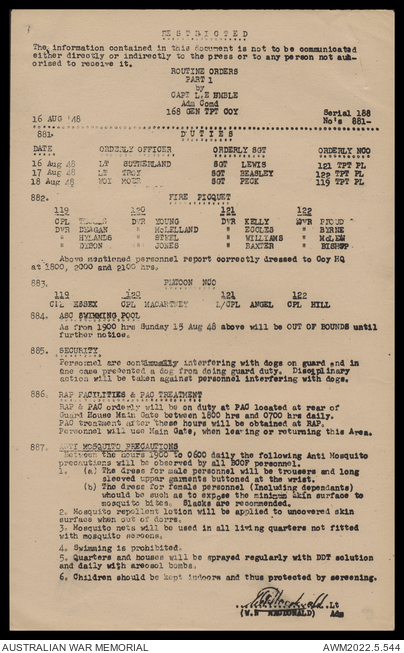 RESTRICTED
The information contained in this document is not to be communicated
either directly or indirectly to the press or to any person not auth-
orised to receive it.
ROUTINE ORDERS
PART 1
by
CAPT L.E NMBLE
Adm Comd
168 GEN TPT COY
Serial 188
16 AUG '48
No's 881-
881.
DUTIES
DATE ORDERLY OFFICER ORDERLY SGT ORDERLY NCO
16 Aug 48 LT SUTHERLAND SGT LEWIS 121 TPT PL
17 Aug 48 LT TROY SGT BEASLEY 122 TPT PL
18 Aug 48 SGT PECK 119 TPT PL
882. FIRE PICQUET
119 120 121 122
CPL DVR YOUNG DVR KELLY DVR PROUD
DVR DEAGAN " McLELLAND " ECCLES " BYRNE
" HYLANDS " STEEL " WILLIAMS " McLEW
" DYSON " JONES " BAXTER " BISHOP
Above mentioned personnel report correctly dressed to Coy HQ
at 1800, 2000 and 2100 hrs.
883. PLATOON NCO
119 120 121 122
CPL ESSEX CPL MACARTNEY L/CPL ANGEL CPL HILL
884. ASC SWIMMING POOL
As from 1900 hrs Sunday 15 Aug 48 above will be OUT OF BOUNDS until
further notice.
885. SECURITY
Personnel are continually interfering with dogs on guard and in
one case prevented a dog from doing guard duty. Disciplinary
action will be taken against personnel interfering with dogs.
886. RAP FACILITIES & PAC TREATMENT
RAP & PAC orderly will be on duty at PAC located at rear of
Guard House Main Gate between 1800 hrs and 0700 hrs daily.
PAC treatment after these hours will be obtained at RAP.
Personnel will use Main Gate, when leaving or returning this Area.
887. ANTI MOSQUITO PRECAUTIONS
Between the hours 1900 to 0600 daily the following Anti Mosquito
precautions will be observed by all BCOF personnel.
1. (a) The dress for male personnel will be trousers and long
sleeved upper garments buttoned at the wrist.
(b) The dress for female personnel (including dependants)
should be such as to expose the minimum skin surface to
mosquito bites. Slacks are recommended.
2. Mosquito repellent lotion will be applied to uncovered skin
surface when out of doors.
3. Mosquito nets will be used in all living quarters not fitted
with mosquito screens.
4. Swimming is prohibited.
5. Quarters and houses will be sprayed regularly with DDT solution
and daily with aerosol bombs.
6. Children should be kept indoors and thus protected by screening.
Lt
(W.R MACDONALD) Adm
AUSTRALIAN WAR MEMORIAL
AWM2022.5.544